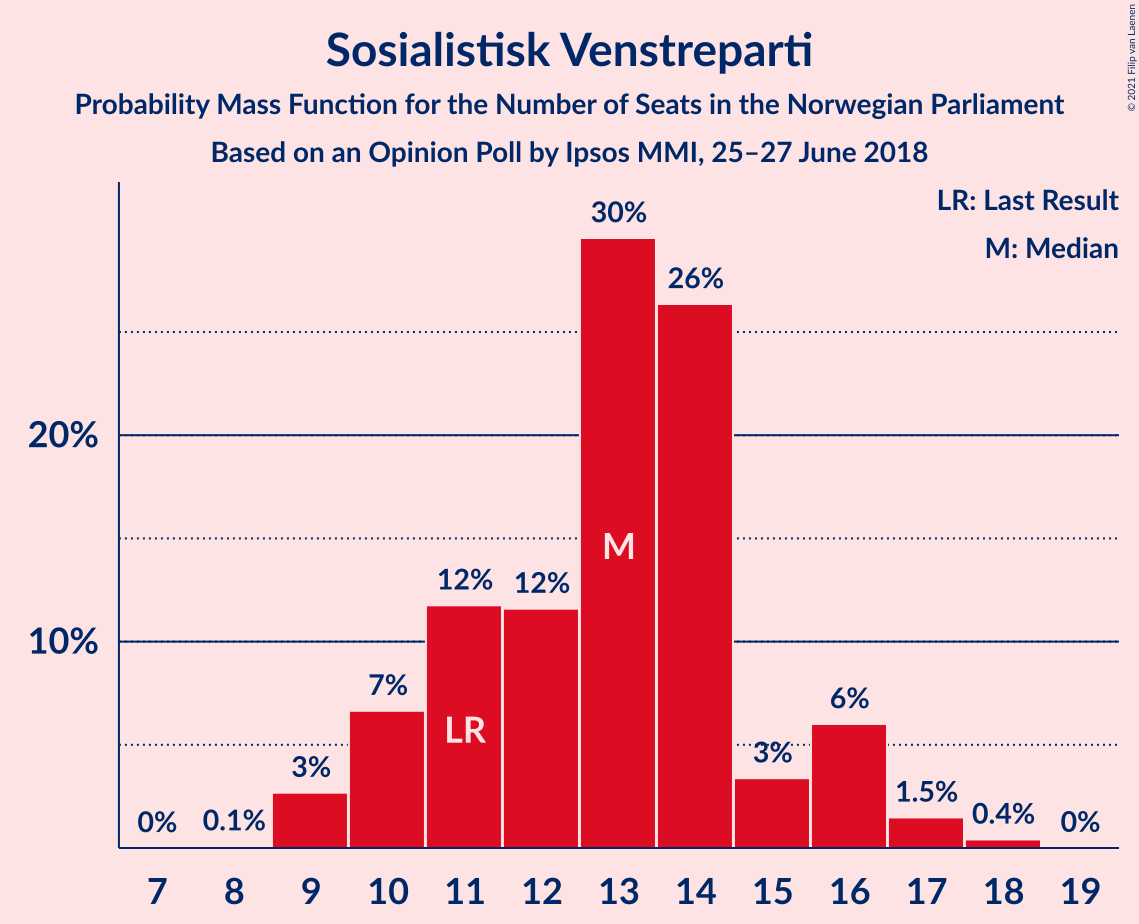 Sosialistisk Venstreparti
Probability Mass Function for the Number of Seats in the Norwegian Parliament
Based on an Opinion Poll by Ipsos MMI, 25–27 June 2018
© 2021 Filip van Laenen
LR: Last Result
M: Median
30%
26%
20%
M
12%
12%
10%
7%
LR
6%
3%
3%
1.5%
0%
0.1%
0.4%
0%
7 8 9 10 11 12 13 14 15 16 17 18 19